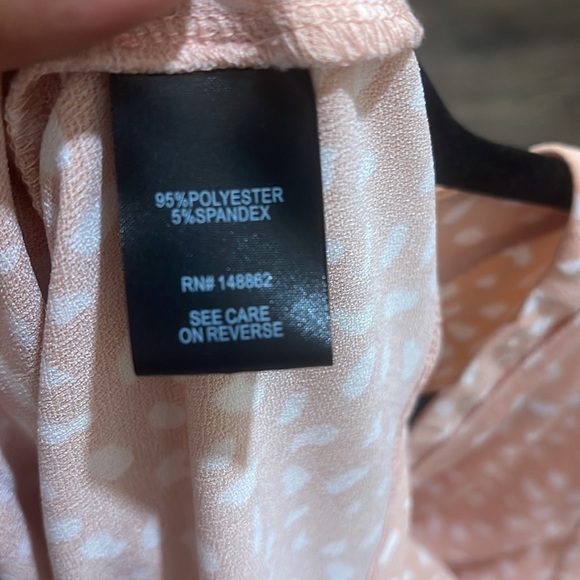 95%POLYESTER
5%SPANDEX
RN# 148862
SEE CARE
ON REVERSE